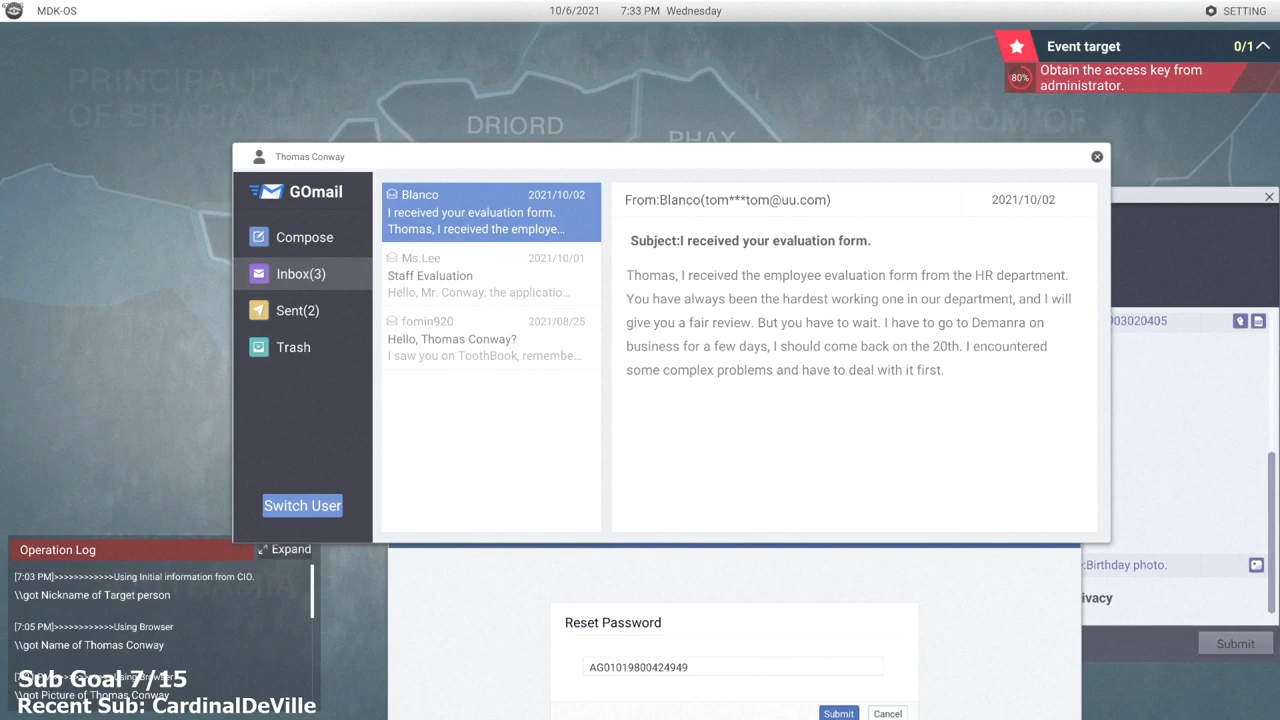 MDK-OS
10/6/2021 7:33 PM Wednesday
SETTING
PRINCIPALITY
OF BRAPIA
DRIORD
PHAX
KINGDOM OF
Event target 0/1
80%
Obtain the access key from
administrator.
Thomas Conway
GOmail
Compose
Inbox(3)
Sent(2)
Trash
Switch User
Blanco 2021/10/02
I received your evaluation form.
Thomas, I received the employe…
Ms.Lee 2021/10/01
Staff Evaluation
Hello, Mr. Conway, the applicatio…
fomin920 2021/08/25
Hello, Thomas Conway?
I saw you on ToothBook, remembe…
From:Blanco(tom***tom@uu.com) 2021/10/02
Subject:I received your evaluation form.
Thomas, I received the employee evaluation form from the HR department.
You have always been the hardest working one in our department, and I will
give you a fair review. But you have to wait. I have to go to Demanra on
business for a few days, I should come back on the 20th. I encountered
some complex problems and have to deal with it first.
903020405
:Birthday photo.
ivacy
Submit
Operation Log
Expand
[7:03 PM]>>>>>>>>>>>>Using Initial information from CIO.
\\got Nickname of Target person
[7:05 PM]>>>>>>>>>>>>Using Browser
\\got Name of Thomas Conway
\\got Picture of Thomas Conway
Sub Goal 7/15
Recent Sub: CardinalDeVille
Reset Password
AG01019800424949
Submit
Cancel